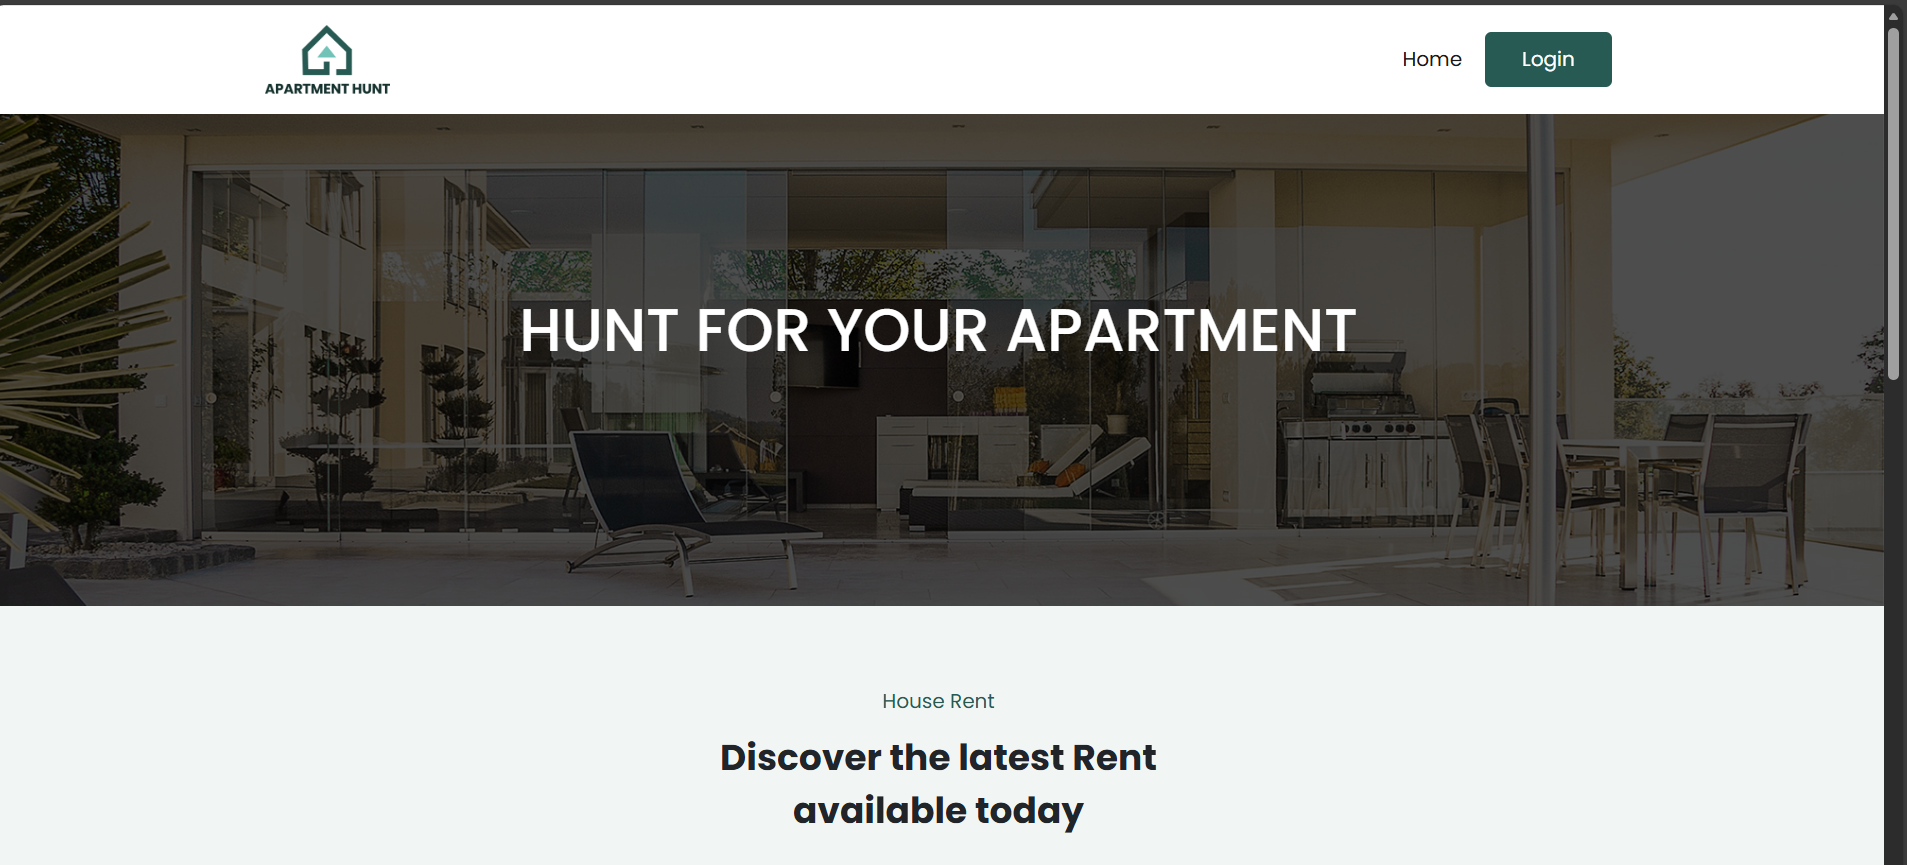 APARTMENT HUNT
Home
Login
HUNT FOR YOUR APARTMENT
House Rent
Discover the latest Rent
available today